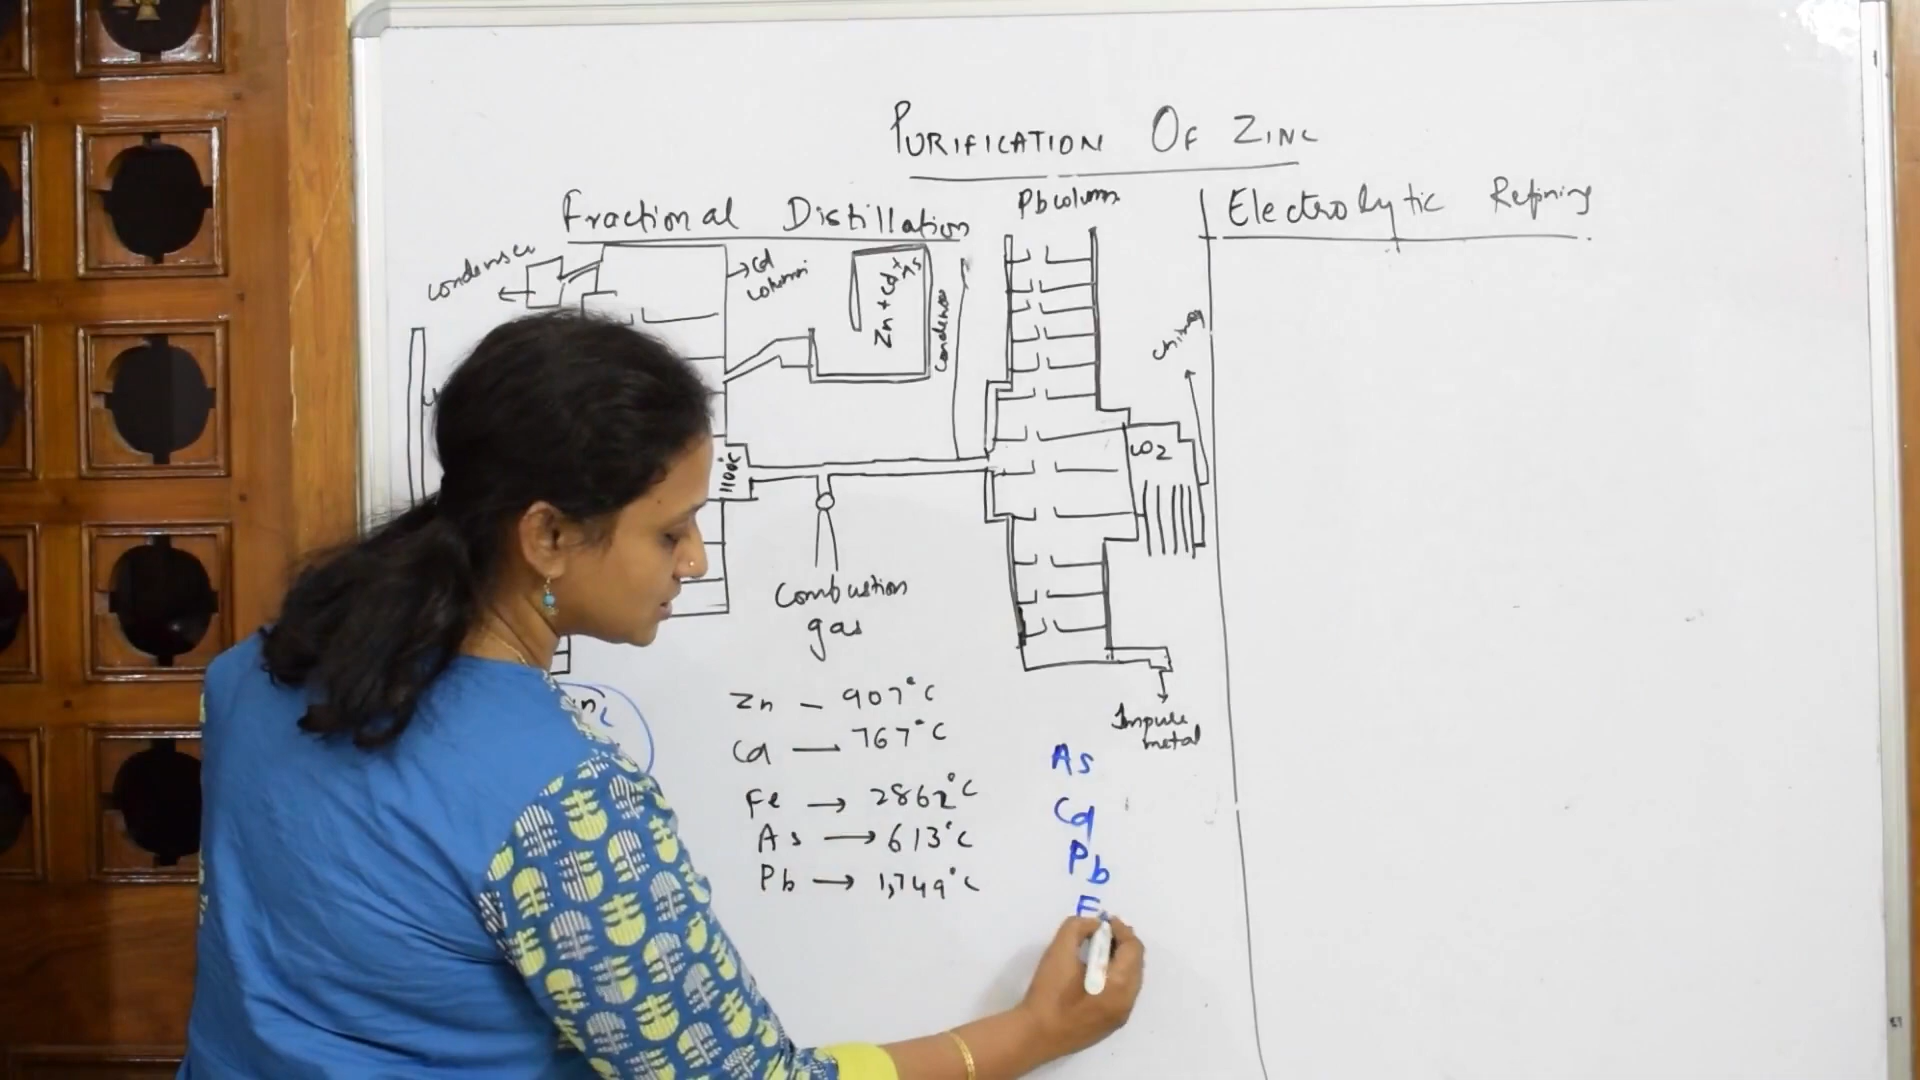 PURIFICATION OF ZINC
Fractional Distillation
Pb column
Electrolytic Refining
condenser
Cd
column
Zn + Cd +
As
Condenser
chimney
CO2
1100°C
Combustion
gas
Impure
metal
Zn - 907°C
Cd — 767°C
Fe → 2862°C
As → 613°C
Pb → 1,749°C
As
Cd
Pb
F